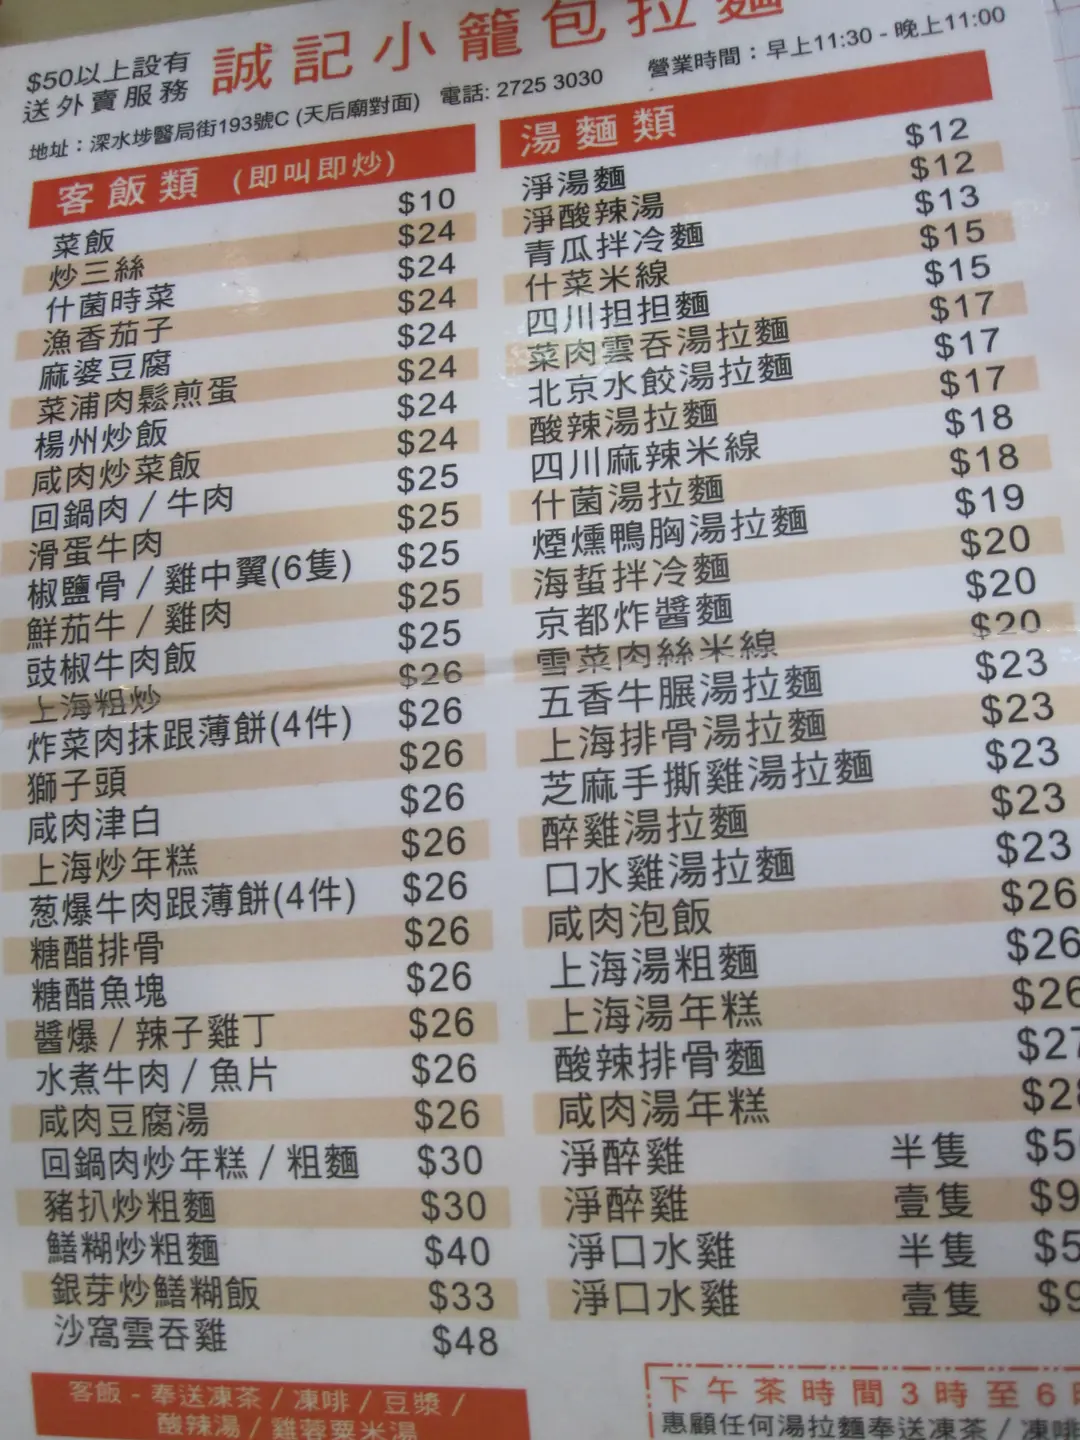 $50以上設有
送外賣服務
誠記小籠包拉麵
地址：深水埗醫局街193號C (天后廟對面) 電話: 2725 3030 營業時間：早上11:30 - 晚上11:00
客飯類 (即叫即炒)
菜飯 $10
炒三絲 $24
什菌時菜 $24
漁香茄子 $24
麻婆豆腐 $24
菜浦肉鬆煎蛋 $24
楊州炒飯 $24
咸肉炒菜飯 $24
回鍋肉 / 牛肉 $25
滑蛋牛肉 $25
椒鹽骨 / 雞中翼(6隻) $25
鮮茄牛 / 雞肉 $25
豉椒牛肉飯 $25
上海粗炒 $26
炸菜肉抹跟薄餅(4件) $26
獅子頭 $26
咸肉津白 $26
上海炒年糕 $26
葱爆牛肉跟薄餅(4件) $26
糖醋排骨 $26
糖醋魚塊 $26
醬爆 / 辣子雞丁 $26
水煮牛肉 / 魚片 $26
咸肉豆腐湯 $26
回鍋肉炒年糕 / 粗麵 $30
豬扒炒粗麵 $30
鱔糊炒粗麵 $40
銀芽炒鱔糊飯 $33
沙窩雲吞雞 $48
客飯 - 奉送凍茶 / 凍啡 / 豆漿 /
酸辣湯 / 雞蓉粟米湯
湯麵類
淨湯麵 $12
淨酸辣湯 $12
青瓜拌冷麵 $13
什菜米線 $15
四川担担麵 $15
菜肉雲吞湯拉麵 $17
北京水餃湯拉麵 $17
酸辣湯拉麵 $17
四川麻辣米線 $18
什菌湯拉麵 $18
煙燻鴨胸湯拉麵 $19
海蜇拌冷麵 $20
京都炸醬麵 $20
雪菜肉絲米線 $20
五香牛𦟌湯拉麵 $23
上海排骨湯拉麵 $23
芝麻手撕雞湯拉麵 $23
醉雞湯拉麵 $23
口水雞湯拉麵 $23
咸肉泡飯 $26
上海湯粗麵 $26
上海湯年糕 $26
酸辣排骨麵 $27
咸肉湯年糕 $28
淨醉雞 半隻 $5
淨醉雞 壹隻 $9
淨口水雞 半隻 $5
淨口水雞 壹隻 $9
下午茶時間3時至6時
惠顧任何湯拉麵奉送凍茶 / 凍啡